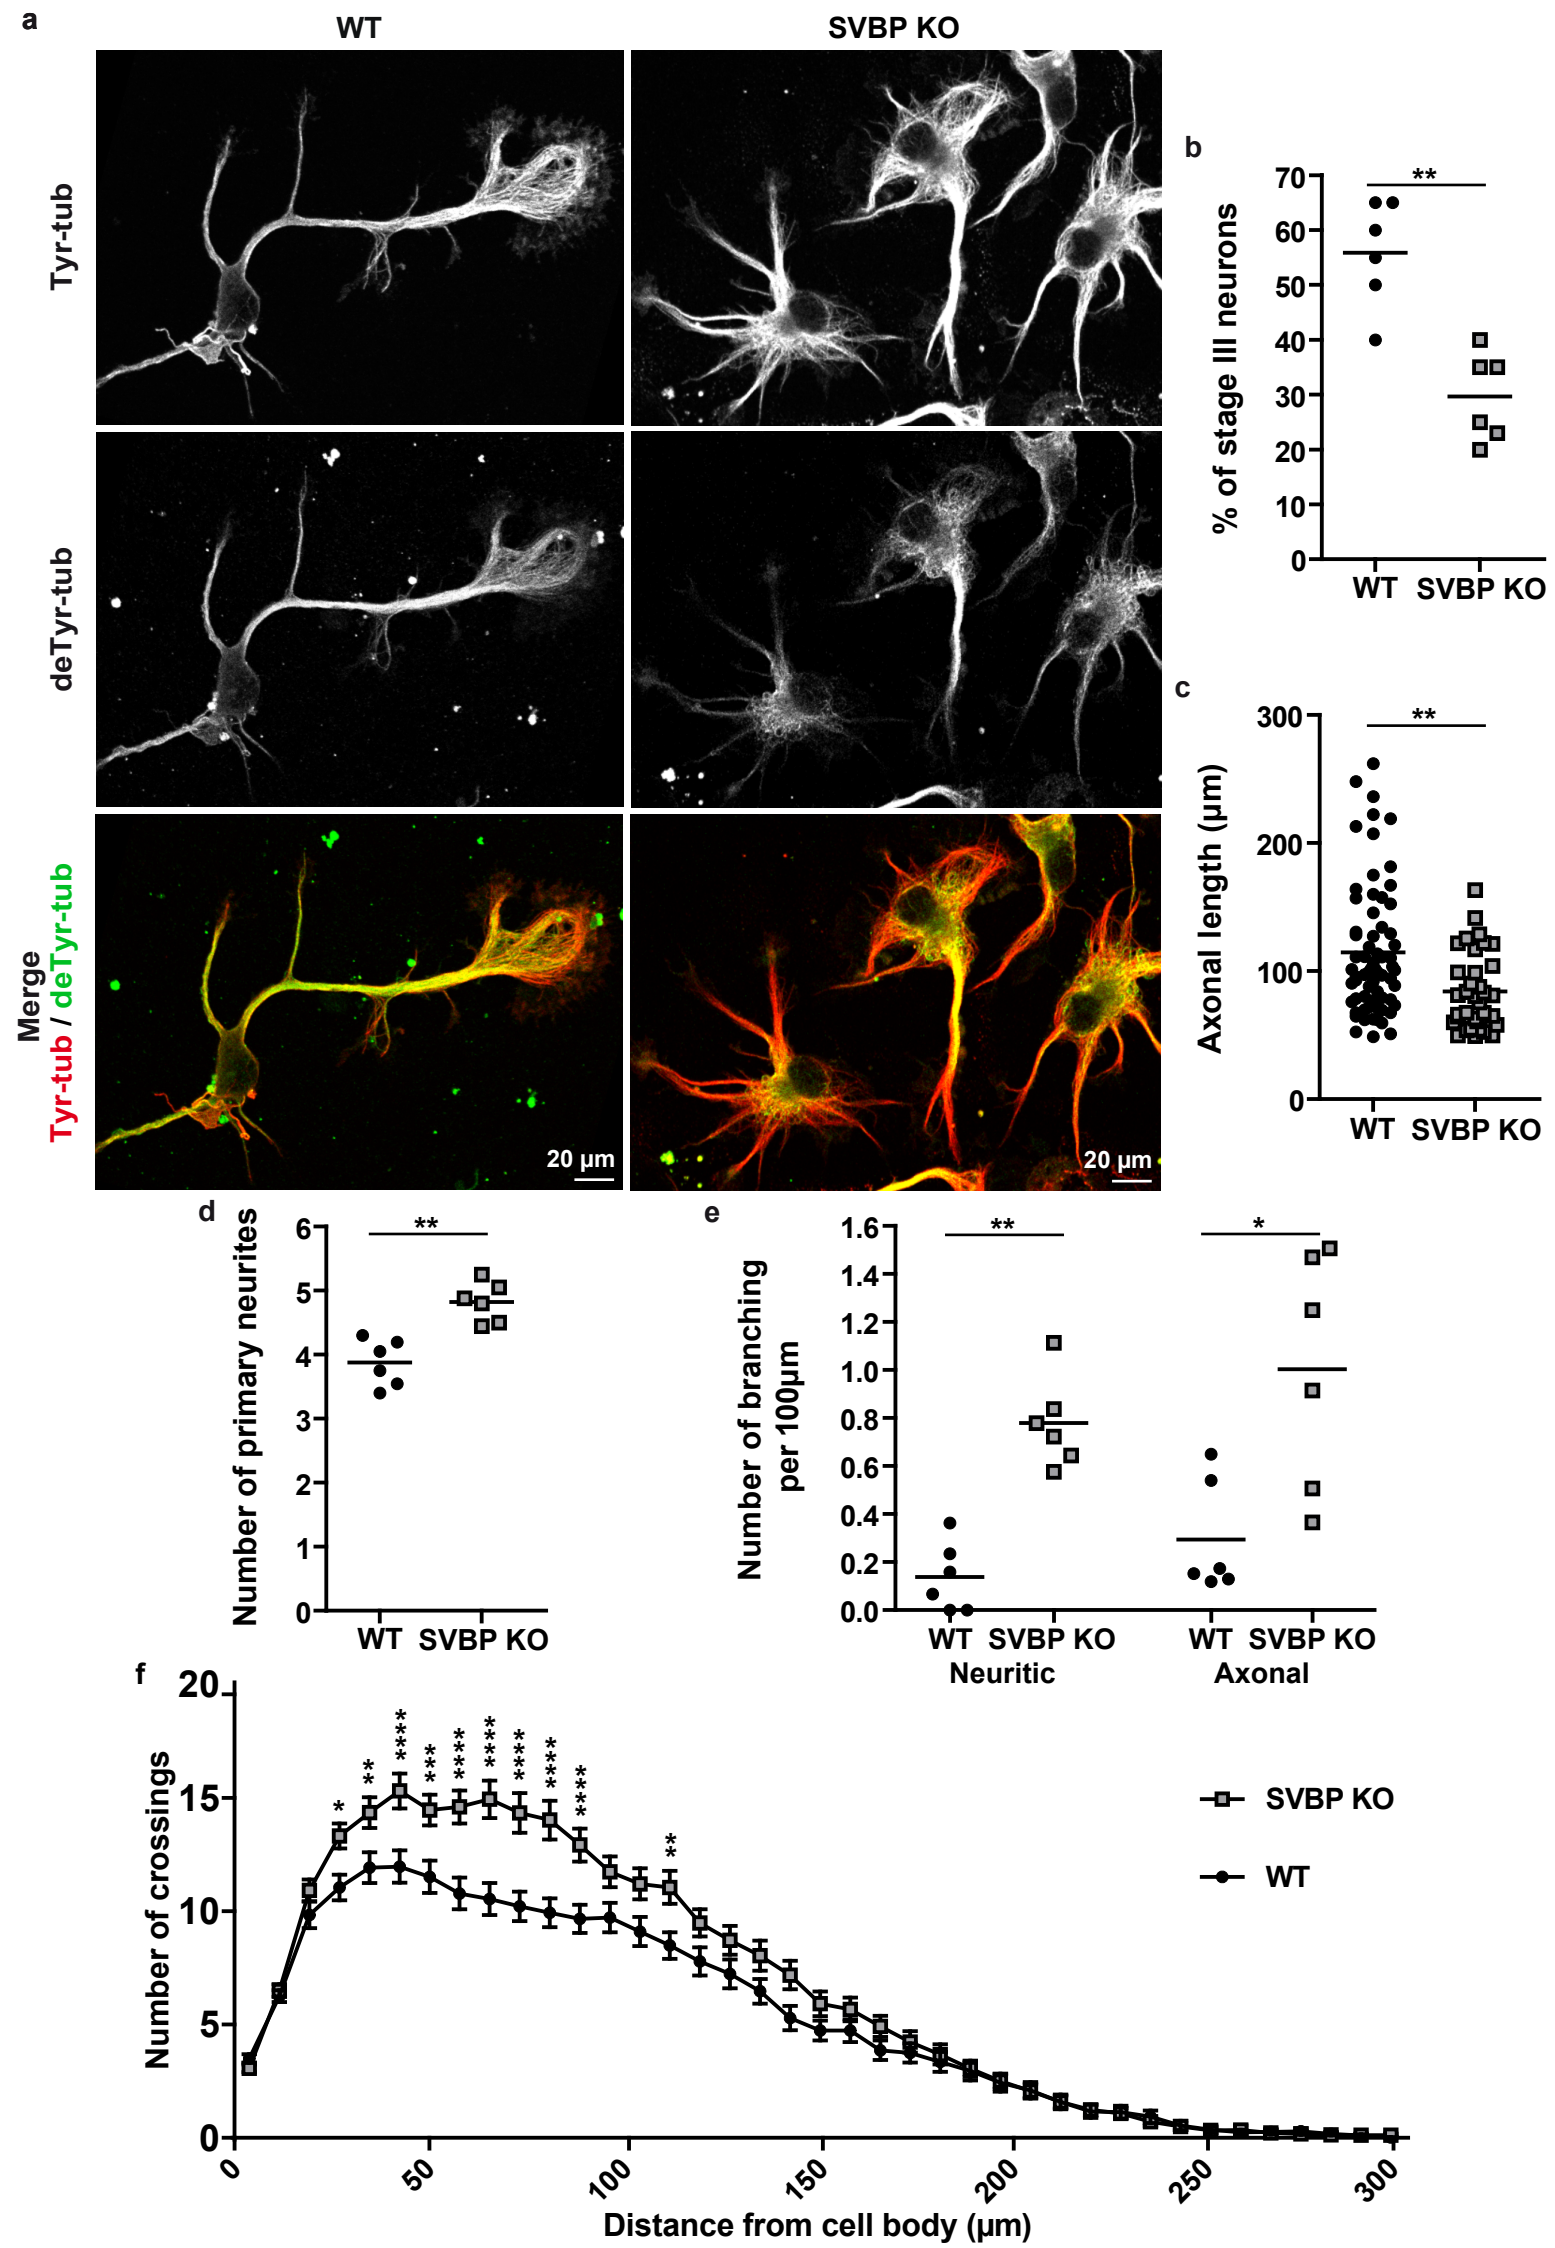 a
WT
SVBP KO
Tyr-tub
deTyr-tub
Merge
Tyr-tub / deTyr-tub
20 µm
20 µm
b
**
70
60
50
40
30
20
10
0
% of stage III neurons
WT SVBP KO
c
**
300
200
100
0
Axonal length (µm)
WT SVBP KO
d
**
6
5
4
3
2
1
0
Number of primary neurites
WT SVBP KO
e
**
*
1.6
1.4
1.2
1.0
0.8
0.6
0.4
0.2
0.0
Number of branching
per 100µm
WT SVBP KO WT SVBP KO
Neuritic Axonal
f
20
15
10
5
0
Number of crossings
* ** **** *** **** **** **** **** **** **
SVBP KO
WT
0 50 100 150 200 250 300
Distance from cell body (µm)